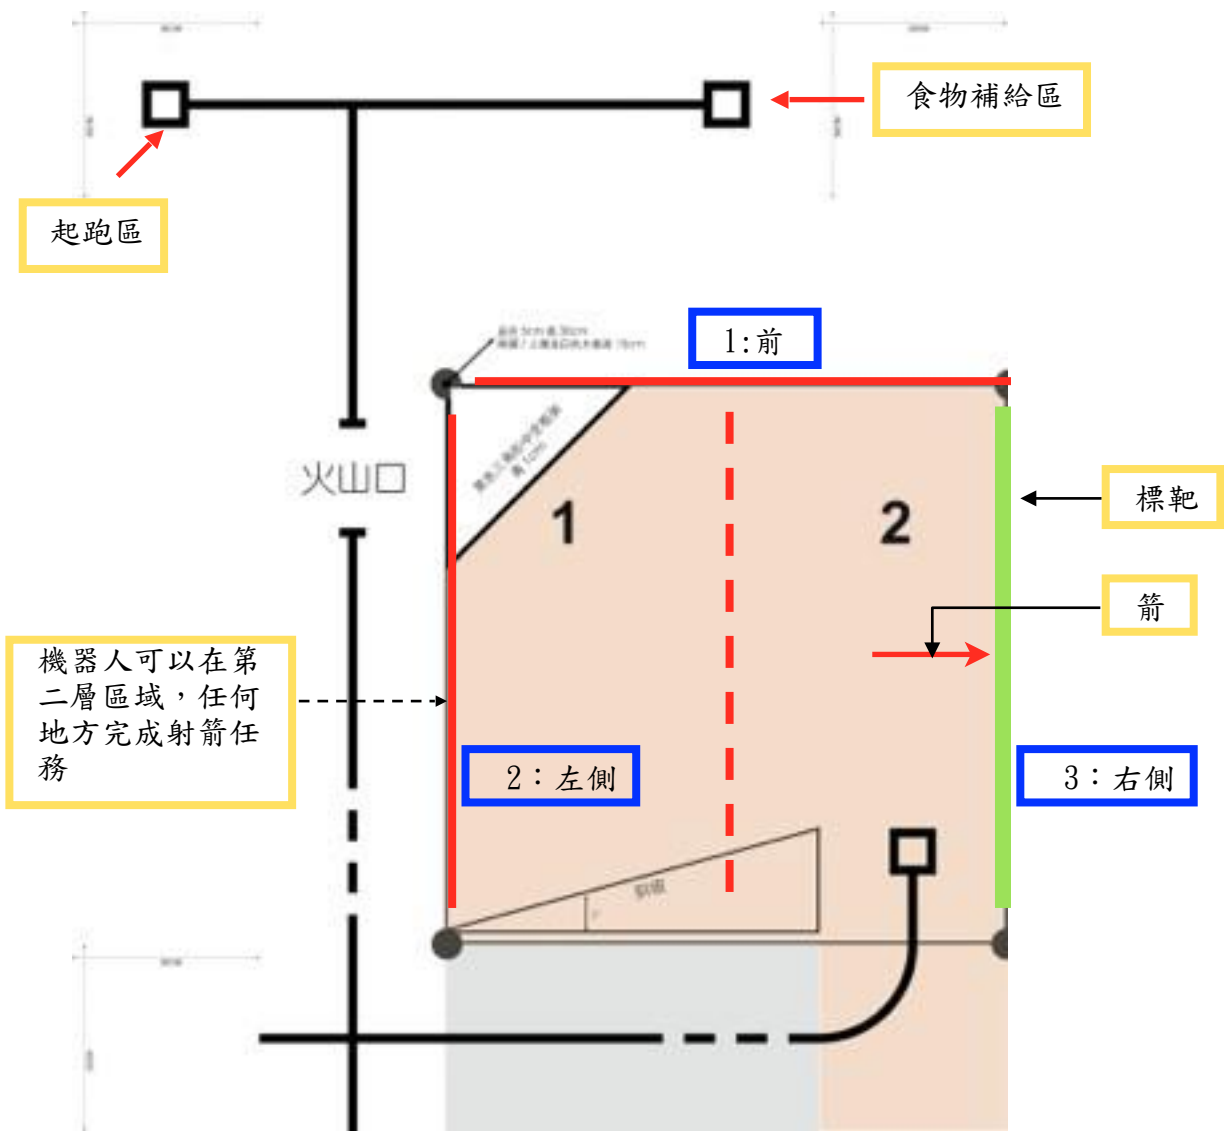 食物補給區
起跑區
1:前
火山口
1
2
標靶
箭
機器人可以在第
二層區域，任何
地方完成射箭任
務
2：左側
3：右側
斜坡